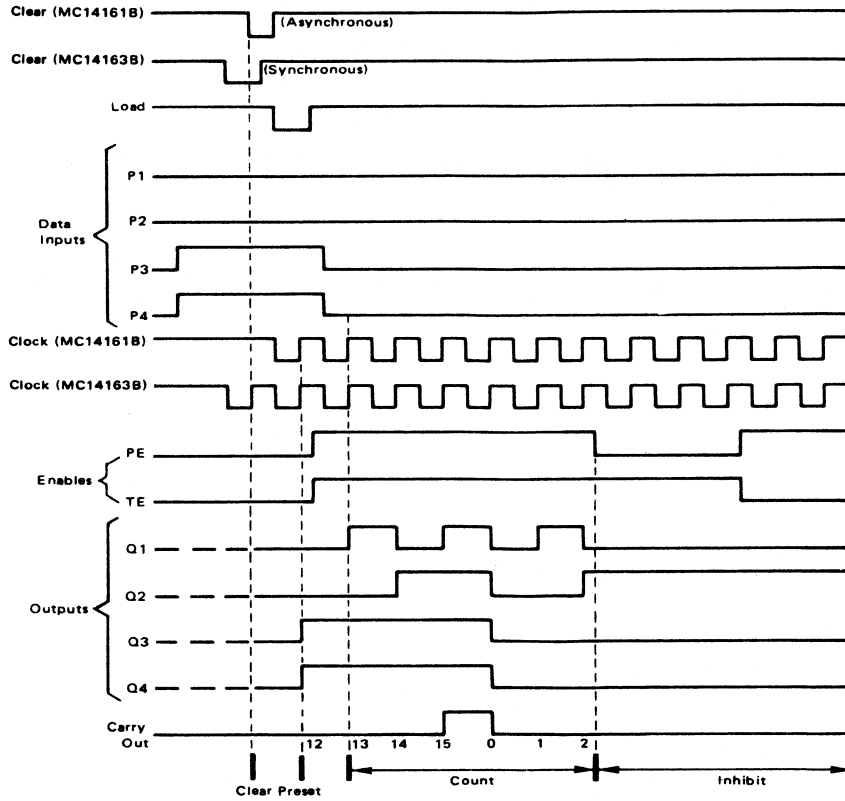 Clear (MC14161B)
(Asynchronous)
Clear (MC14163B)
(Synchronous)
Load
Data
Inputs
P1
P2
P3
P4
Clock (MC14161B)
Clock (MC14163B)
Enables
PE
TE
Outputs
Q1
Q2
Q3
Q4
Carry
Out
12 13 14 15 0 1 2
Clear Preset
Count
Inhibit